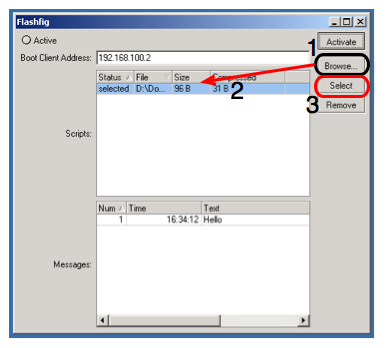 Flashfig
Active
1
Activate
Boot Client Address: 192.168.100.2
Browse...
Status File Size Compressed
selected D:\Do... 96 B 31 B
2
Select
3
Remove
Scripts:
Num Time Text
1 16:34:12 Hello
Messages: